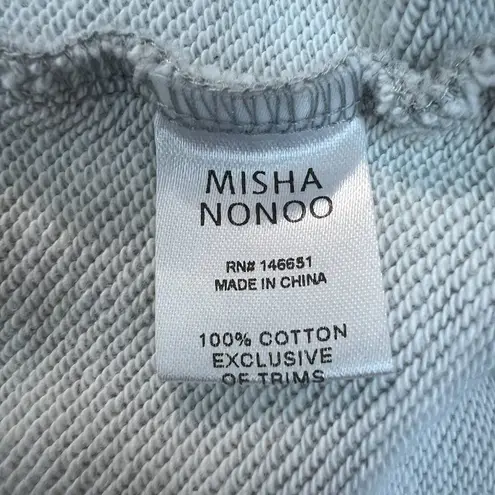 MISHA
NONOO
RN# 146651
MADE IN CHINA
100% COTTON
EXCLUSIVE
OF TRIMS